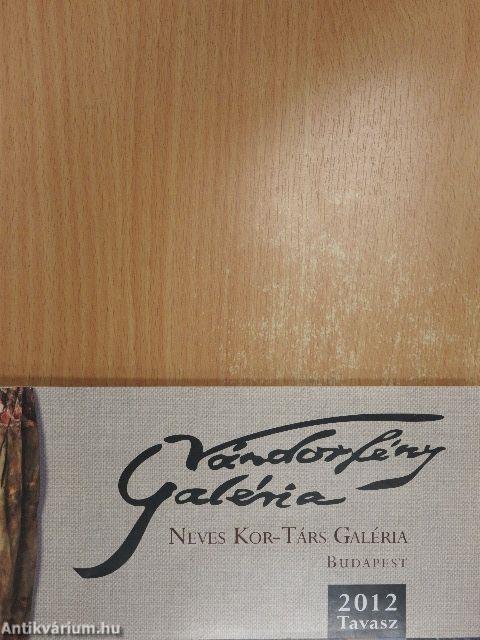 Vándorfény
Galéria
NEVES KOR-TÁRS GALÉRIA
BUDAPEST
2012
Tavasz
Antikvárium.hu